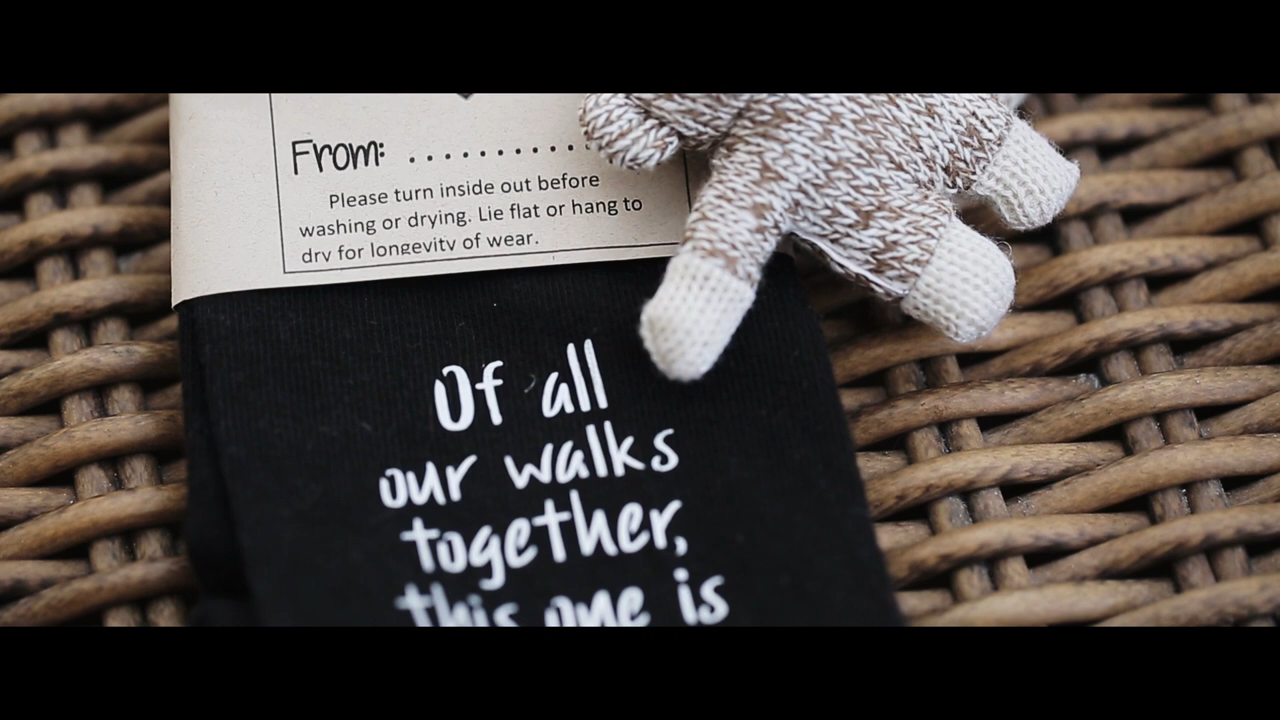 From: ..........
Please turn inside out before
washing or drying. Lie flat or hang to
dry for longevity of wear.
Of all
our walks
together,
this one is